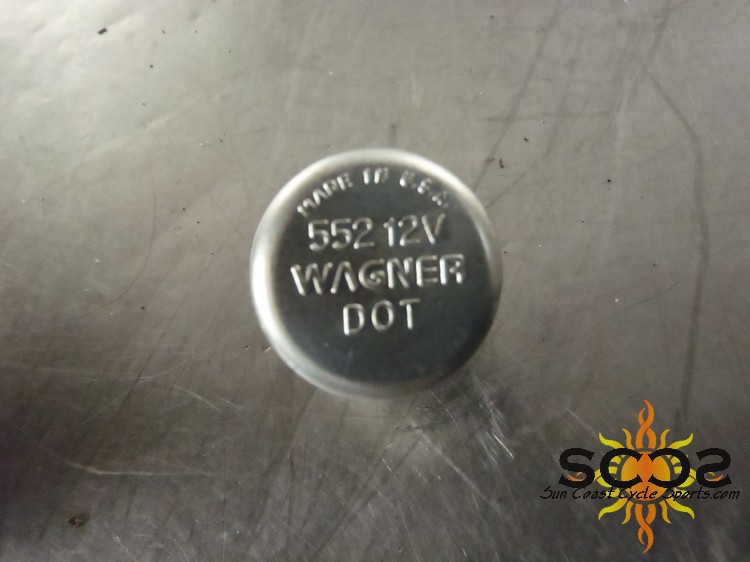 MADE IN U.S.A.
552 12V
WAGNER
DOT
SCCS
Sun Coast Cycle Sports.com